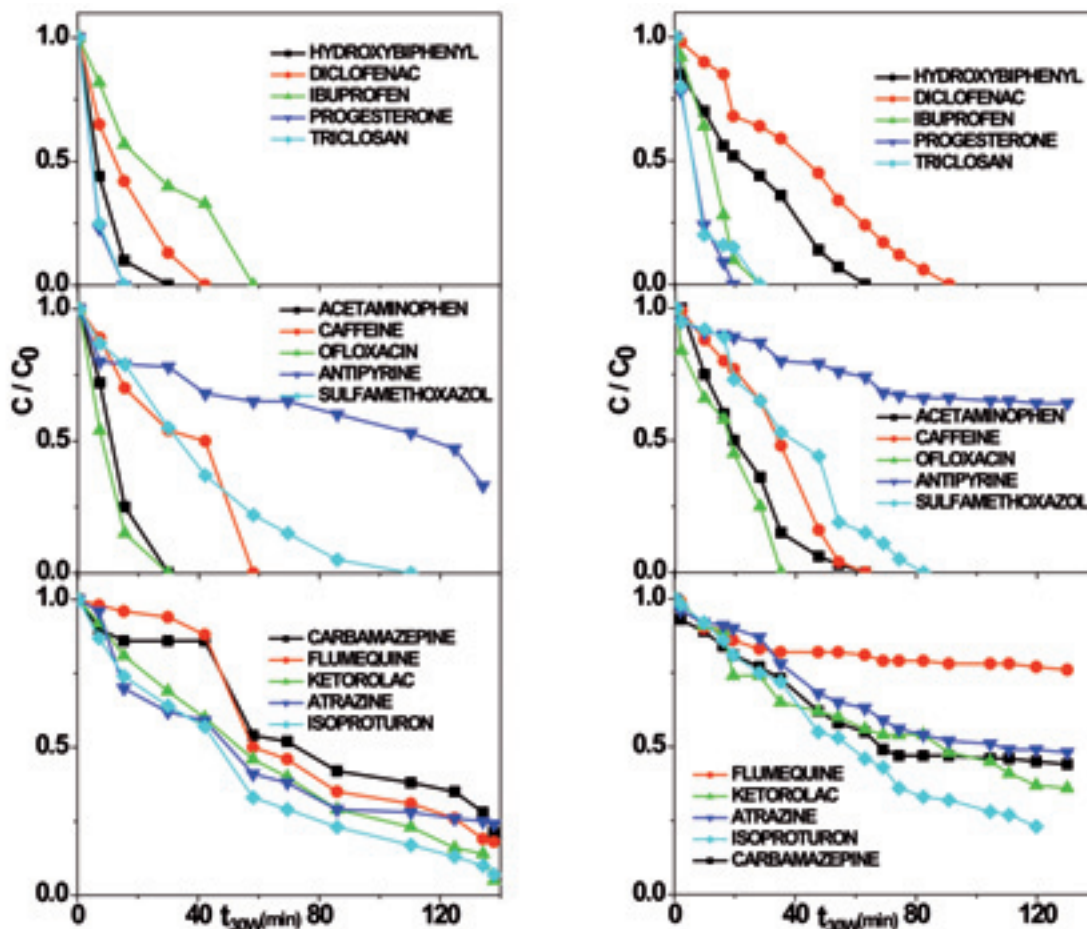 1.0
HYDROXYBIPHENYL
DICLOFENAC
IBUPROFEN
PROGESTERONE
TRICLOSAN
0.5
0.0
1.0
ACETAMINOPHEN
CAFFEINE
OFLOXACIN
ANTIPYRINE
SULFAMETHOXAZOL
C / C0
0.5
0.0
1.0
CARBAMAZEPINE
FLUMEQUINE
KETOROLAC
ATRAZINE
ISOPROTURON
0.5
0.0
0 40 t30W(min) 80 120
1.0
HYDROXYBIPHENYL
DICLOFENAC
IBUPROFEN
PROGESTERONE
TRICLOSAN
0.5
0.0
1.0
C / C0
ACETAMINOPHEN
CAFFEINE
OFLOXACIN
ANTIPYRINE
SULFAMETHOXAZOL
0.5
0.0
1.0
0.5
FLUMEQUINE
KETOROLAC
ATRAZINE
ISOPROTURON
CARBAMAZEPINE
0.0
0 40 t30W(min) 80 120